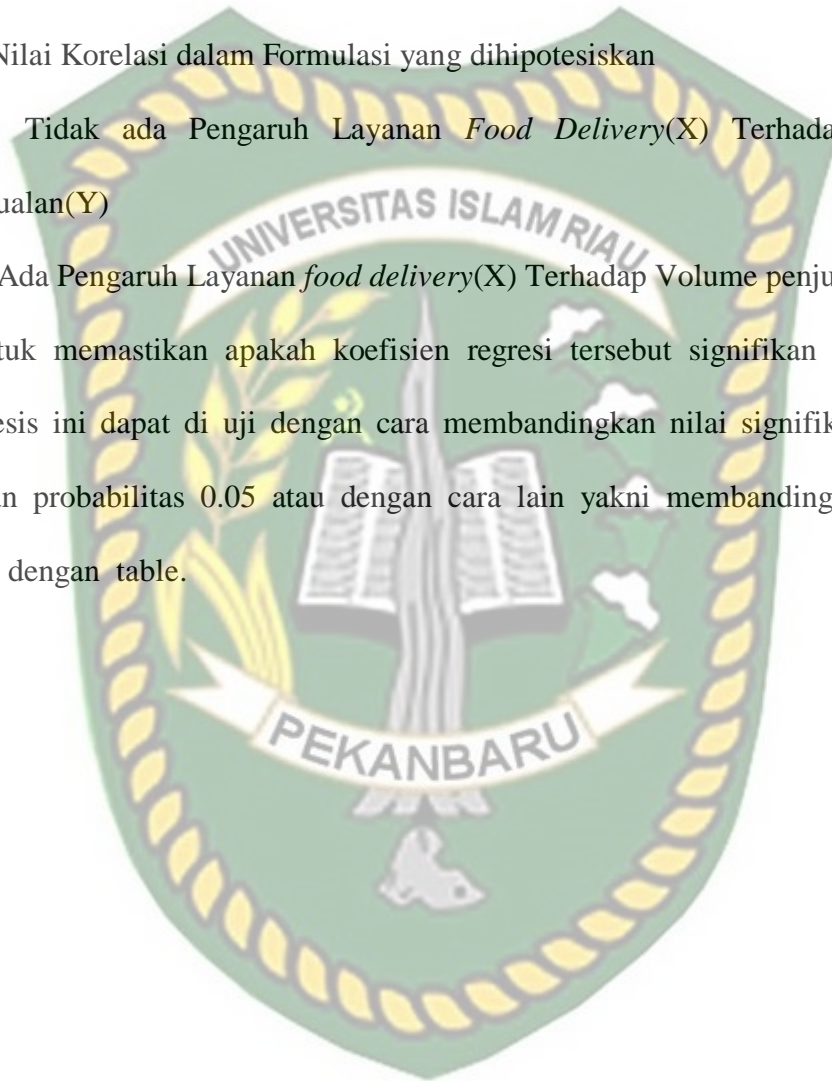 Nilai Korelasi dalam Formulasi yang dihipotesiskan
Tidak ada Pengaruh Layanan Food Delivery(X) Terhada
ualan(Y)
Ada Pengaruh Layanan food delivery(X) Terhadap Volume penju
tuk memastikan apakah koefisien regresi tersebut signifikan
esis ini dapat di uji dengan cara membandingkan nilai signifik
an probabilitas 0.05 atau dengan cara lain yakni membanding
dengan table.
UNIVERSITAS ISLAM RIAU
PEKANBARU